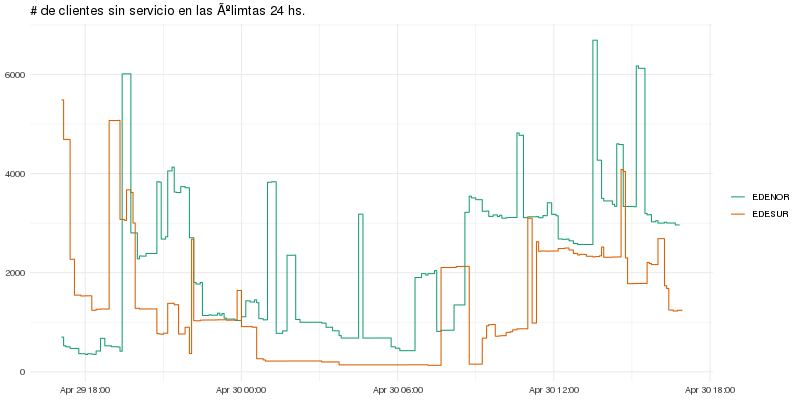 # de clientes sin servicio en las Ãºlimtas 24 hs.
6000
4000
2000
0
Apr 29 18:00
Apr 30 00:00
Apr 30 06:00
Apr 30 12:00
Apr 30 18:00
EDENOR
EDESUR